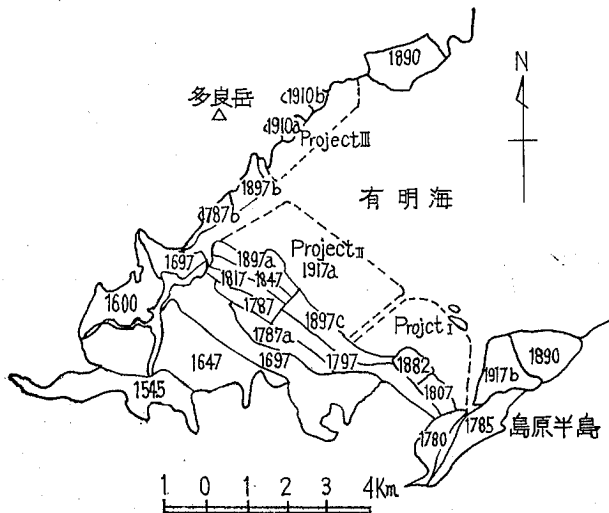 1890
N
多良岳
1910b
1910a
Project III
1897b
有明海
1787b
Project II
1917a
1697
1897a
1817
1847
1600
1787
Projct I
1897c
1787a
1647
1697
1797
1882
1890
1917b
1545
1807
1780
1785
島原半島
1 0 1 2 3 4Km